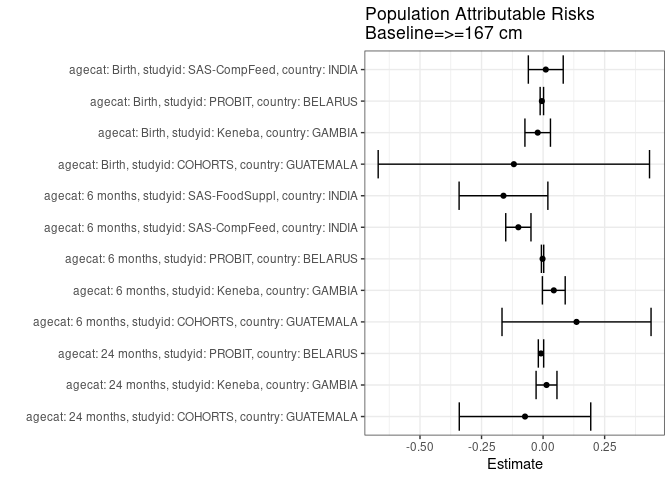 Population Attributable Risks
Baseline=>=167 cm
agecat: Birth, studyid: SAS-CompFeed, country: INDIA
agecat: Birth, studyid: PROBIT, country: BELARUS
agecat: Birth, studyid: Keneba, country: GAMBIA
agecat: Birth, studyid: COHORTS, country: GUATEMALA
agecat: 6 months, studyid: SAS-FoodSuppl, country: INDIA
agecat: 6 months, studyid: SAS-CompFeed, country: INDIA
agecat: 6 months, studyid: PROBIT, country: BELARUS
agecat: 6 months, studyid: Keneba, country: GAMBIA
agecat: 6 months, studyid: COHORTS, country: GUATEMALA
agecat: 24 months, studyid: PROBIT, country: BELARUS
agecat: 24 months, studyid: Keneba, country: GAMBIA
agecat: 24 months, studyid: COHORTS, country: GUATEMALA
-0.50 -0.25 0.00 0.25
Estimate